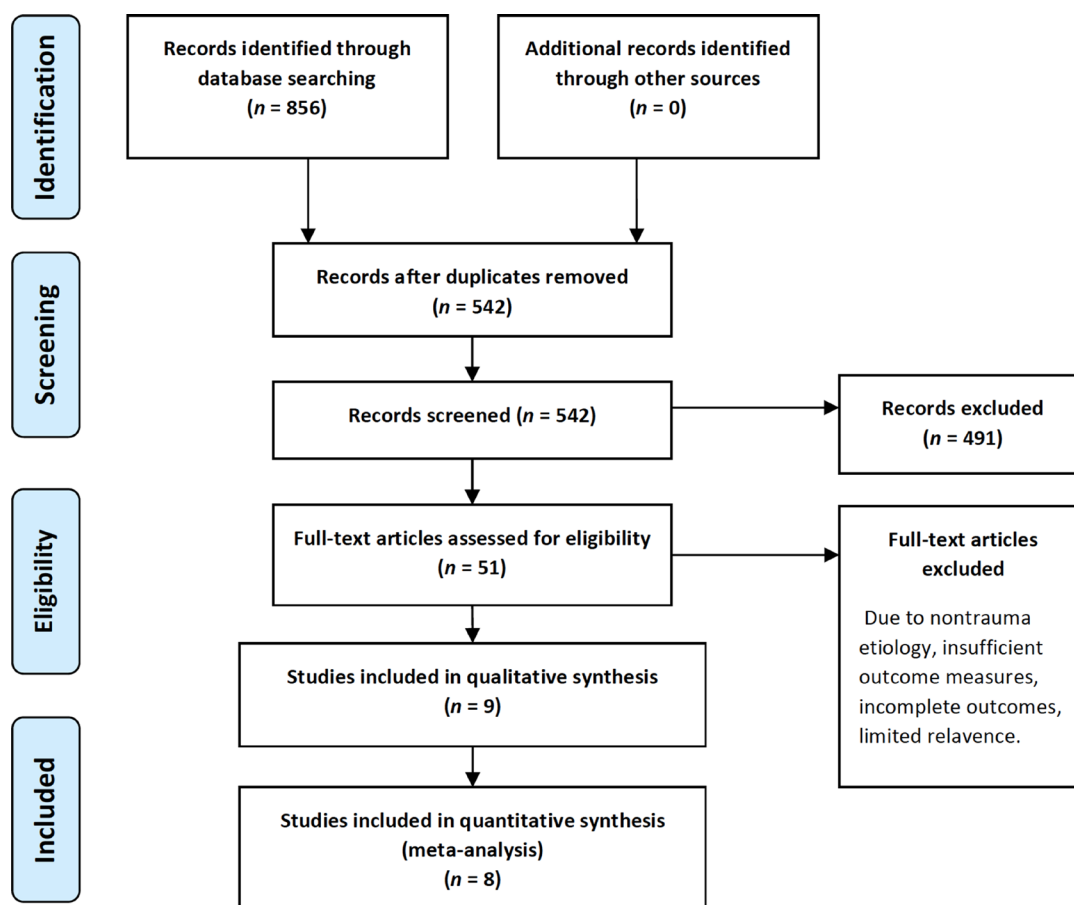 Identification
Records identified through
database searching
(n = 856)
Additional records identified
through other sources
(n = 0)
Screening
Records after duplicates removed
(n = 542)
Records screened (n = 542)
Records excluded
(n = 491)
Eligibility
Full-text articles assessed for eligibility
(n = 51)
Full-text articles
excluded
Due to nontrauma
etiology, insufficient
outcome measures,
incomplete outcomes,
limited relavence.
Studies included in qualitative synthesis
(n = 9)
Included
Studies included in quantitative synthesis
(meta-analysis)
(n = 8)